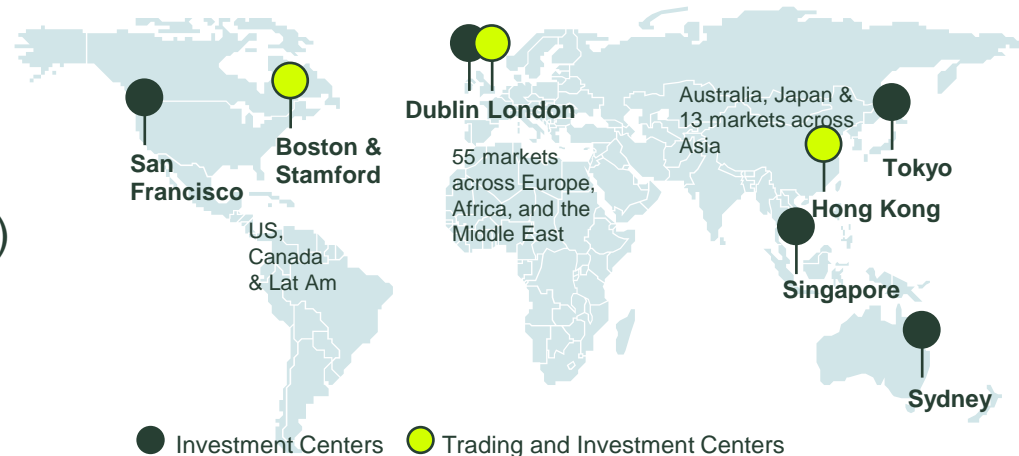 Dublin London
Australia, Japan &
13 markets across
Asia
Boston &
Stamford
San
Francisco
55 markets
across Europe,
Africa, and the
Middle East
Tokyo
Hong Kong
US,
Canada
& Lat Am
Singapore
Sydney
Investment Centers
Trading and Investment Centers